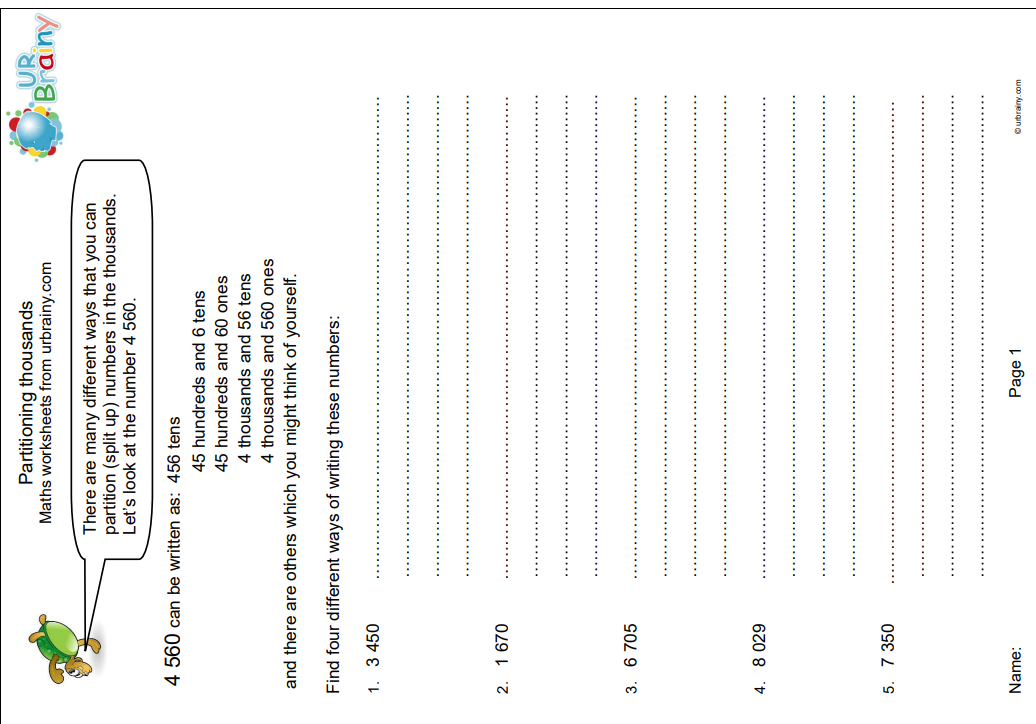 Partitioning thousands
Maths worksheets from urbrainy.com
UR
Brainy
There are many different ways that you can
partition (split up) numbers in the thousands.
Let's look at the number 4 560.
4 560 can be written as: 456 tens
45 hundreds and 6 tens
45 hundreds and 60 ones
4 thousands and 56 tens
4 thousands and 560 ones
and there are others which you might think of yourself.
Find four different ways of writing these numbers:
1. 3 450
2. 1 670
3. 6 705
4. 8 029
5. 7 350
Name:
Page 1
© urbrainy.com